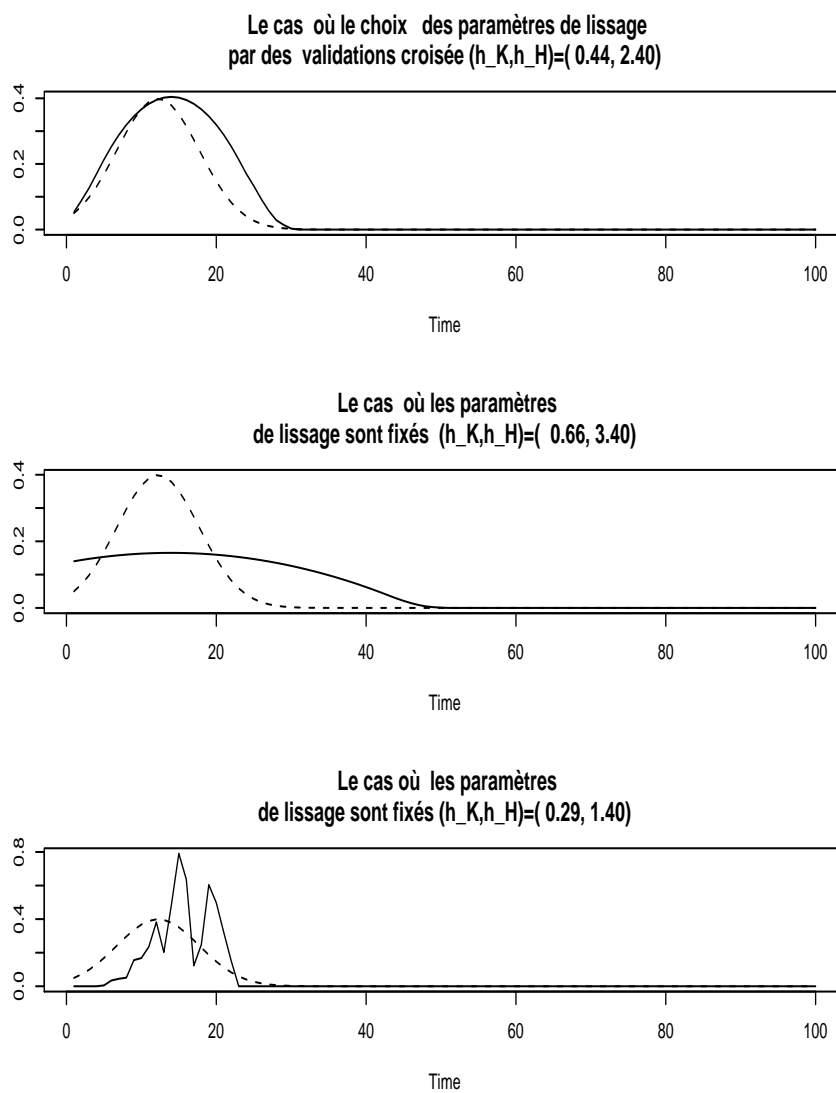 Le cas où le choix des paramètres de lissage
par des validations croisée (h_K,h_H)=( 0.44, 2.40)
0.4
0.2
0.0
0 20 40 60 80 100
Time
Le cas où les paramètres
de lissage sont fixés (h_K,h_H)=( 0.66, 3.40)
0.4
0.2
0.0
0 20 40 60 80 100
Time
Le cas où les paramètres
de lissage sont fixés (h_K,h_H)=( 0.29, 1.40)
0.8
0.4
0.0
0 20 40 60 80 100
Time